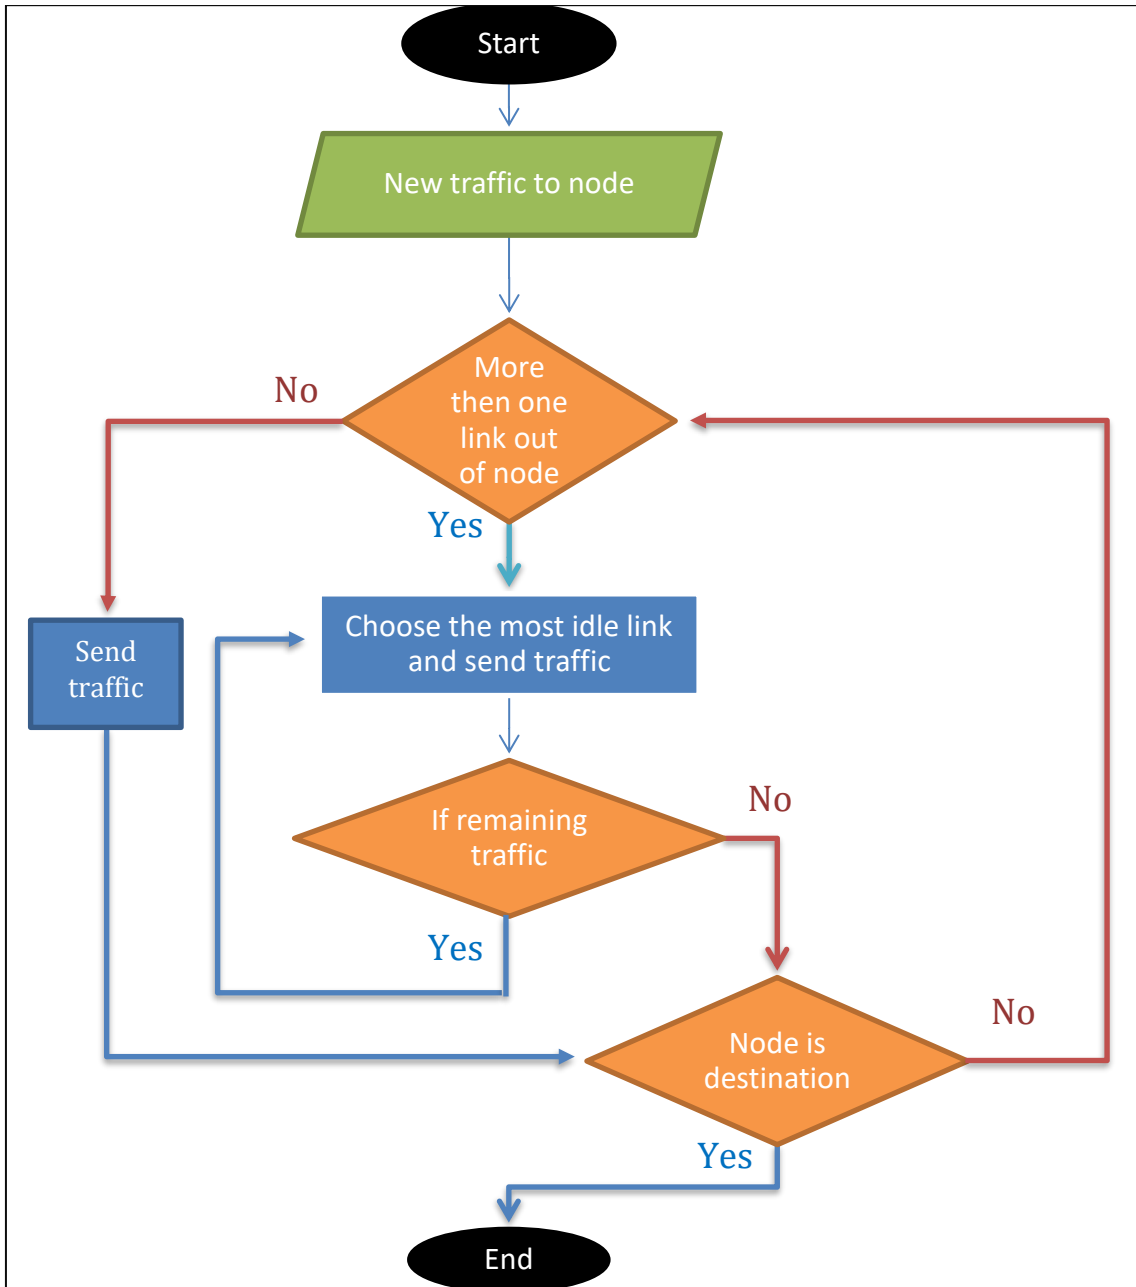 Start
New traffic to node
More
then one
link out
of node
No
Yes
Send
traffic
Choose the most idle link
and send traffic
If remaining
traffic
No
Yes
Node is
destination
No
Yes
End